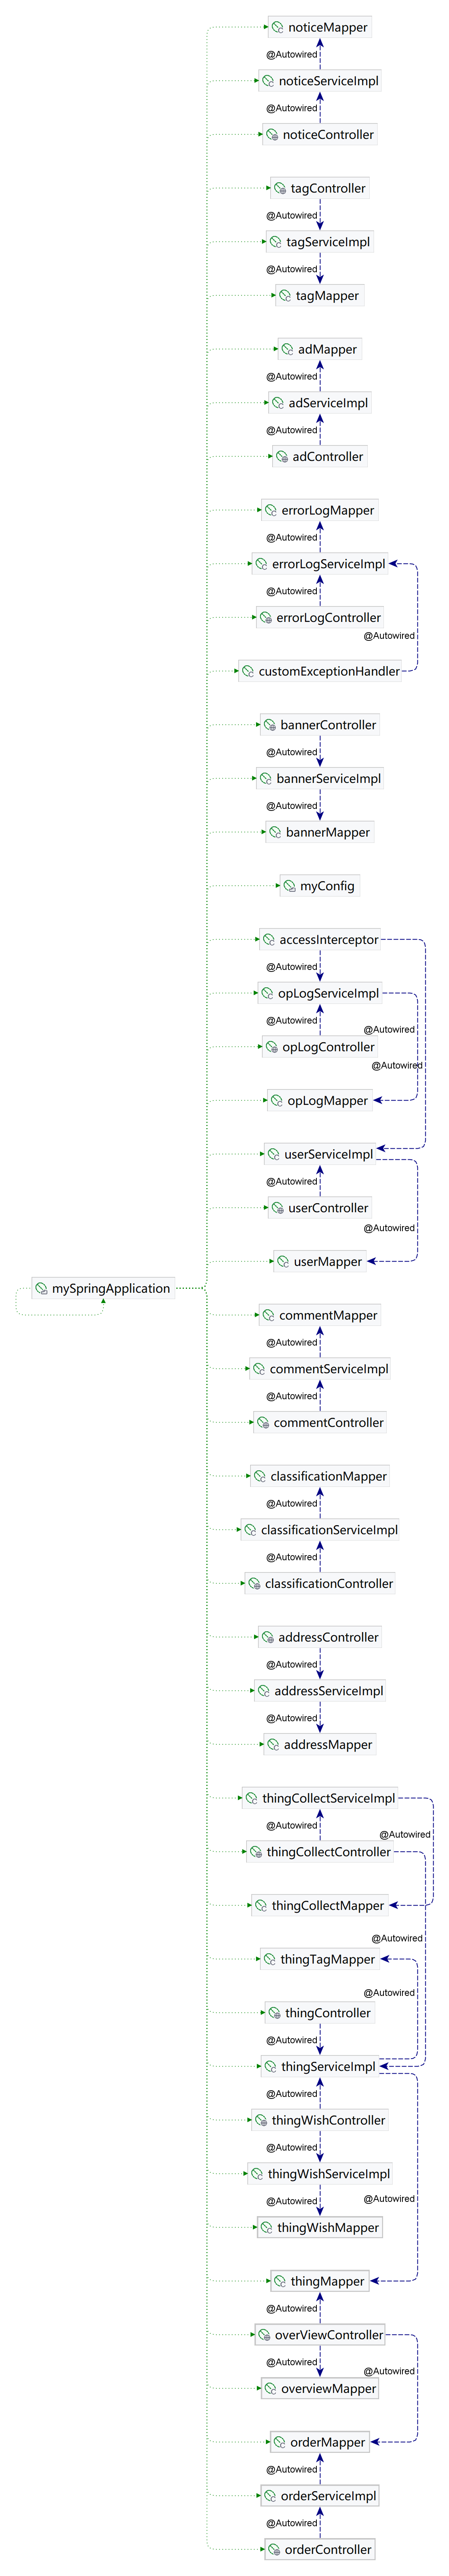 noticeMapper
@Autowired
noticeServiceImpl
@Autowired
noticeController
tagController
@Autowired
tagServiceImpl
@Autowired
tagMapper
adMapper
@Autowired
adServiceImpl
@Autowired
adController
errorLogMapper
@Autowired
errorLogServiceImpl
@Autowired
errorLogController
@Autowired
customExceptionHandler
bannerController
@Autowired
bannerServiceImpl
@Autowired
bannerMapper
myConfig
accessInterceptor
@Autowired
opLogServiceImpl
@Autowired
@Autowired
opLogController
@Autowired
opLogMapper
userServiceImpl
@Autowired
userController
@Autowired
userMapper
mySpringApplication
commentMapper
@Autowired
commentServiceImpl
@Autowired
commentController
classificationMapper
@Autowired
classificationServiceImpl
@Autowired
classificationController
addressController
@Autowired
addressServiceImpl
@Autowired
addressMapper
thingCollectServiceImpl
@Autowired
@Autowired
thingCollectController
thingCollectMapper
@Autowired
thingTagMapper
@Autowired
thingController
@Autowired
thingServiceImpl
@Autowired
thingWishController
@Autowired
thingWishServiceImpl
@Autowired
@Autowired
thingWishMapper
thingMapper
@Autowired
overViewController
@Autowired
@Autowired
overviewMapper
orderMapper
@Autowired
orderServiceImpl
@Autowired
orderController